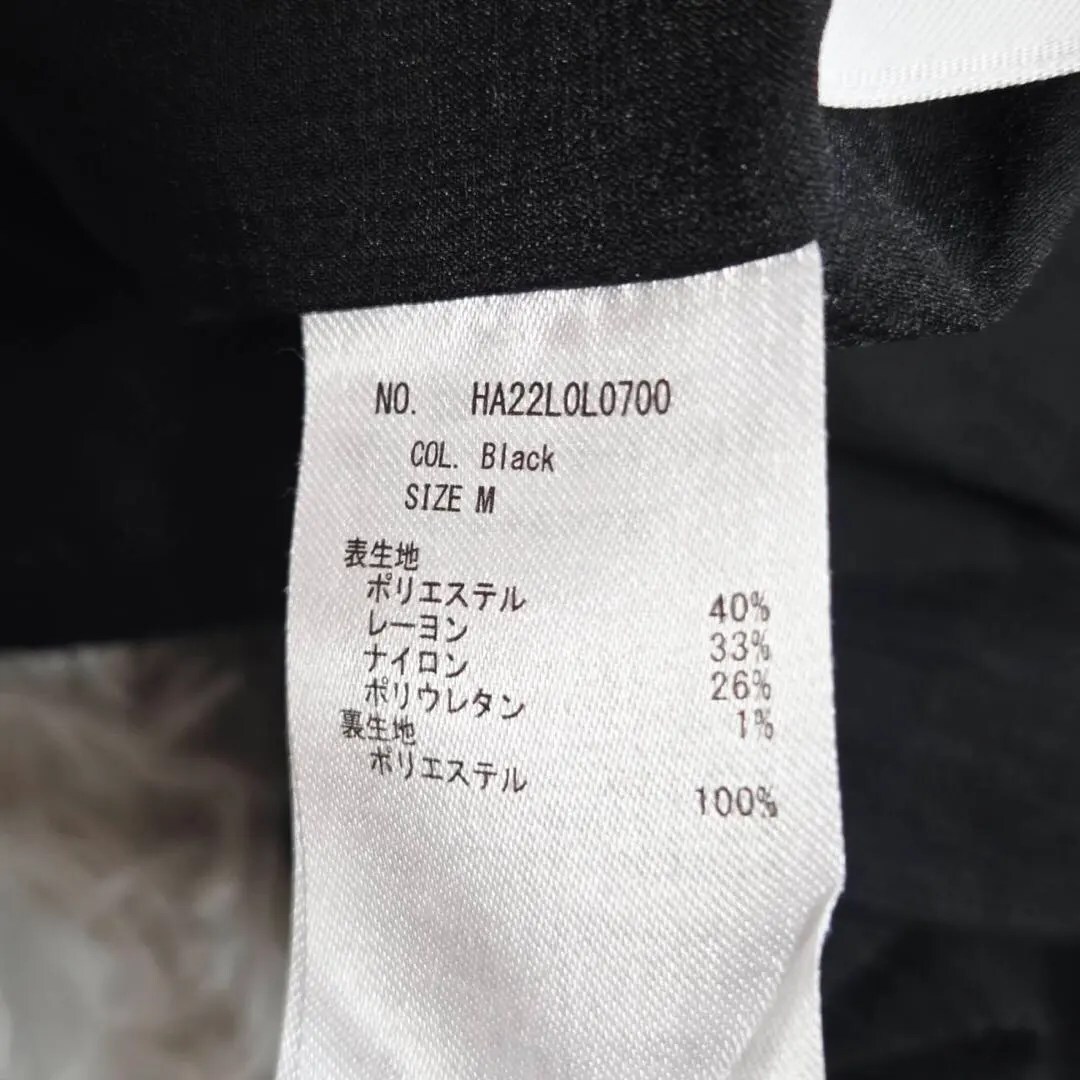 NO. HA22L0L0700
COL. Black
SIZE M
表生地
ポリエステル 40%
レーヨン 33%
ナイロン 26%
ポリウレタン 1%
裏生地
ポリエステル 100%